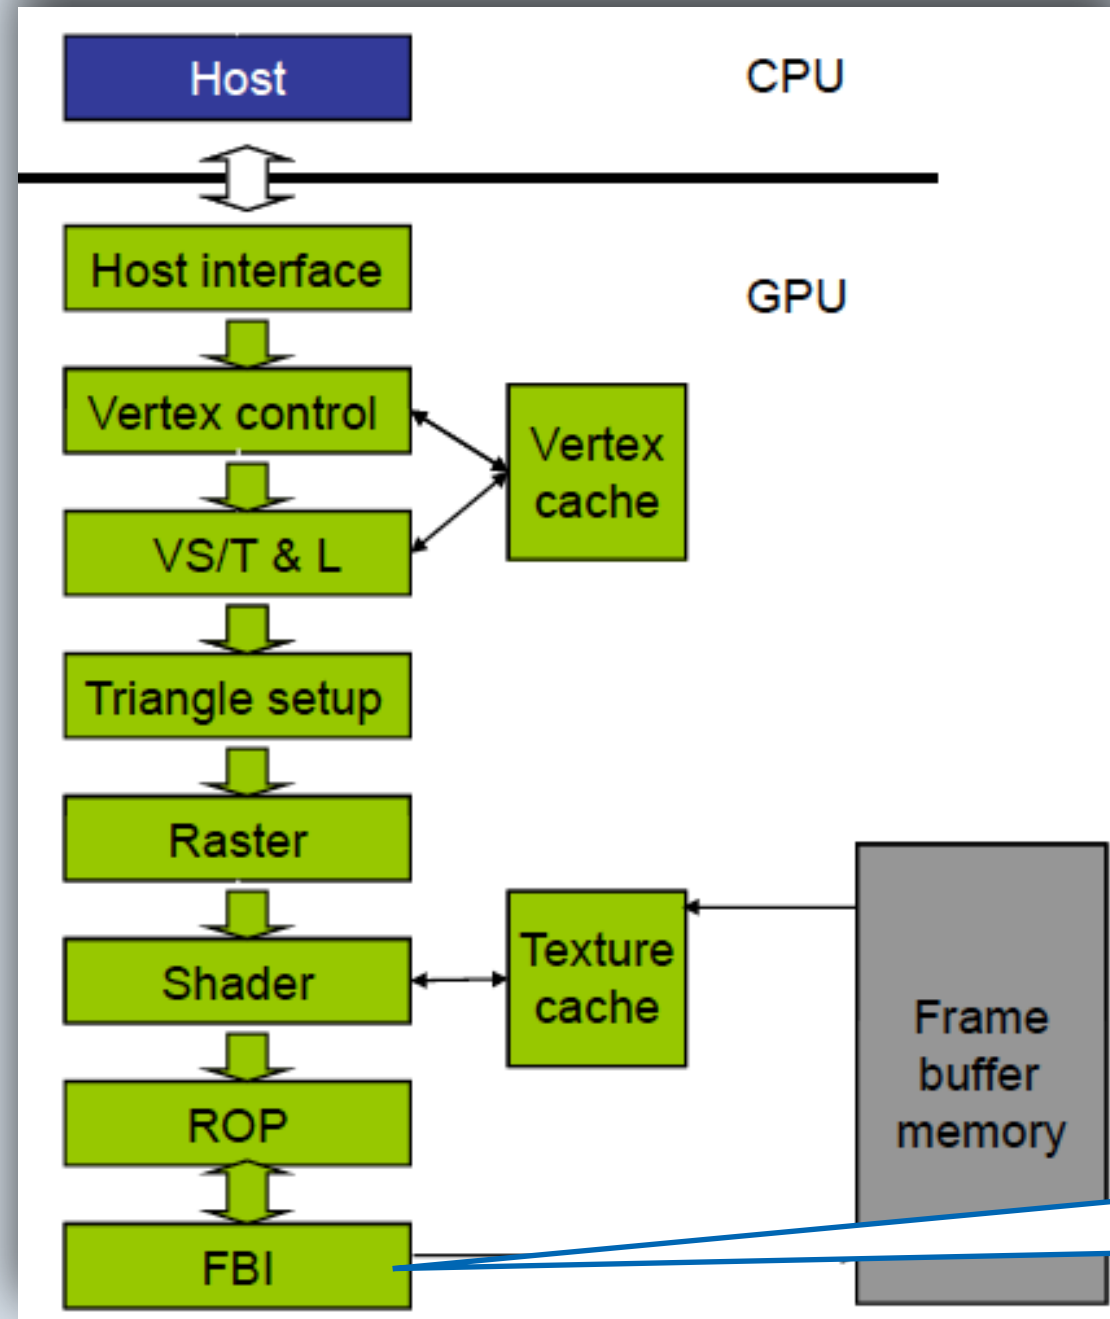 Host
CPU
Host interface
GPU
Vertex control
Vertex
cache
VS/T & L
Triangle setup
Raster
Shader
Texture
cache
Frame
buffer
memory
ROP
FBI